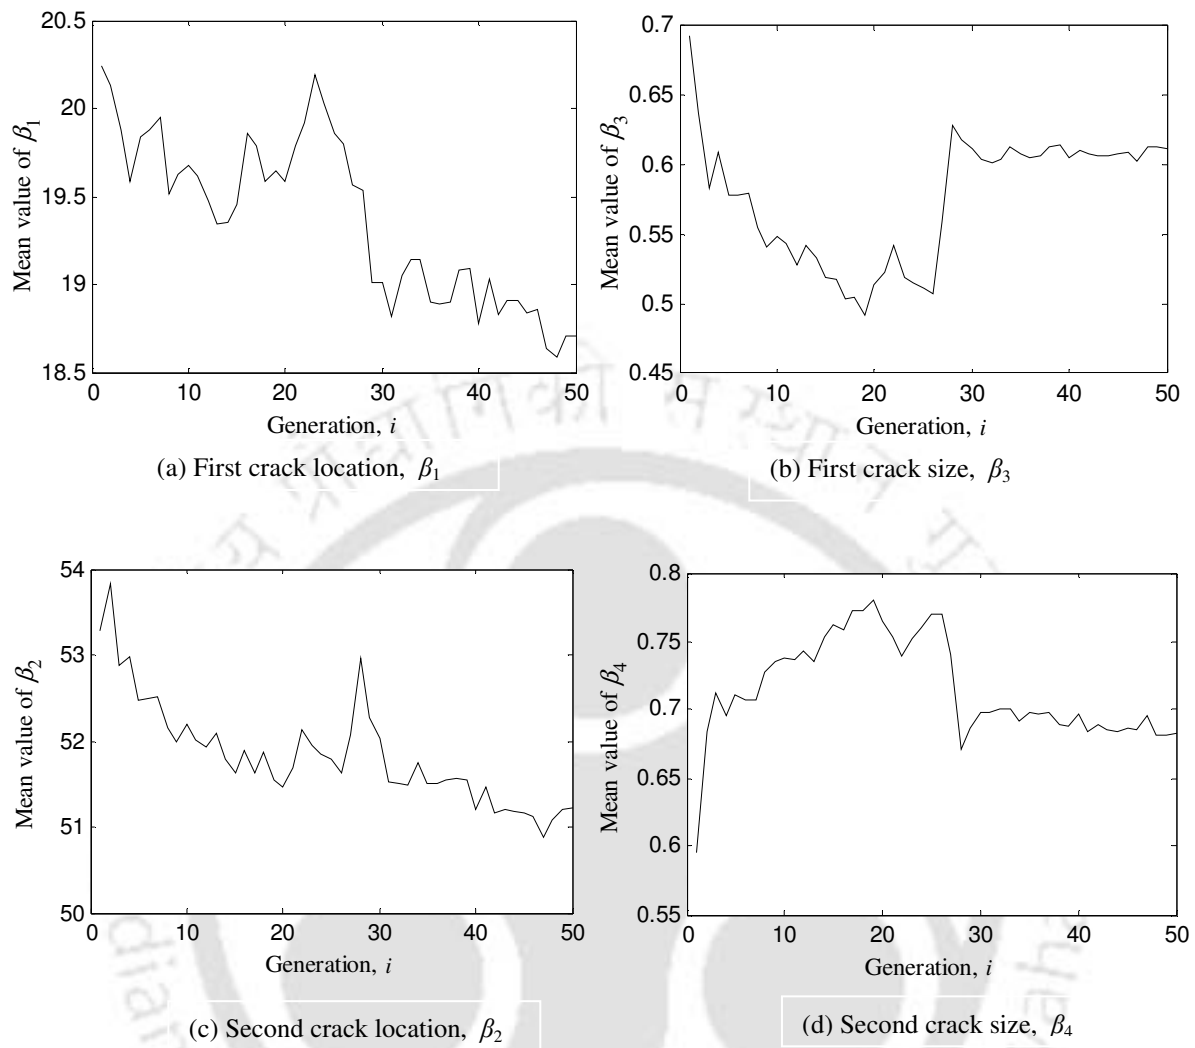 20.5
20
19.5
19
18.5
0 10 20 30 40 50
Mean value of β1
Generation, i
(a) First crack location, β1
0.7
0.65
0.6
0.55
0.5
0.45
0 10 20 30 40 50
Mean value of β3
Generation, i
(b) First crack size, β3
54
53
52
51
50
0 10 20 30 40 50
Mean value of β2
Generation, i
(c) Second crack location, β2
0.8
0.75
0.7
0.65
0.6
0.55
0 10 20 30 40 50
Mean value of β4
Generation, i
(d) Second crack size, β4